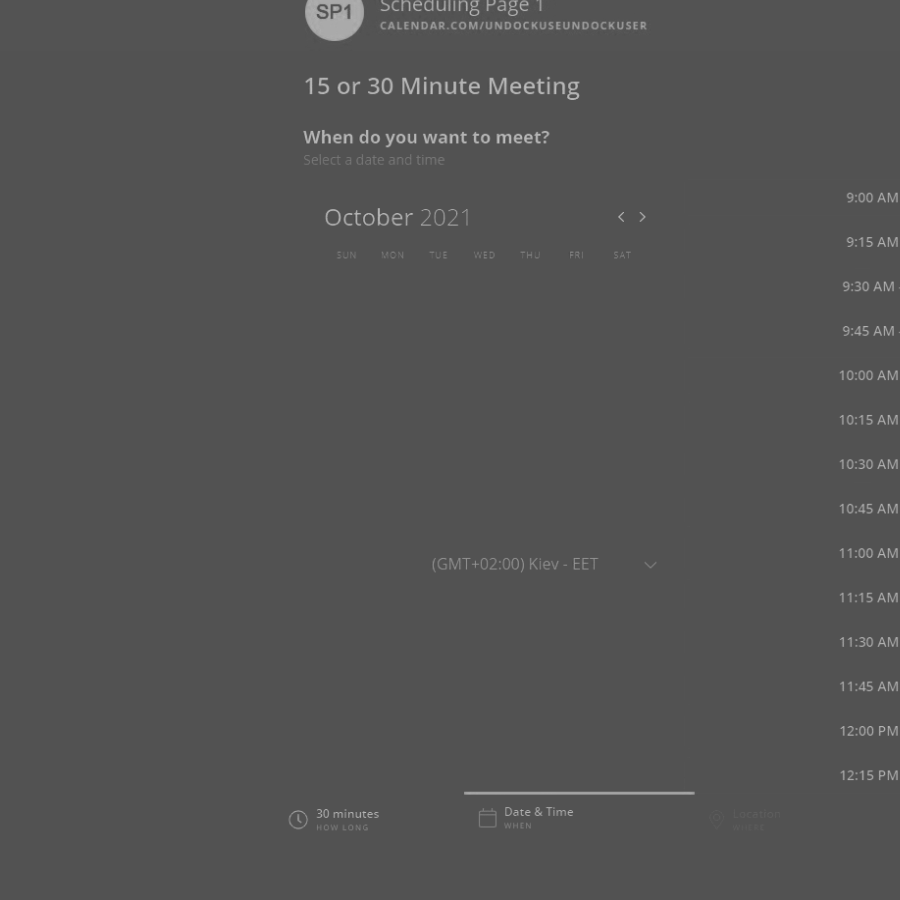 SP1
Scheduling Page 1
CALENDAR.COM/UNDOCKUSEUNDOCKUSER
15 or 30 Minute Meeting
When do you want to meet?
Select a date and time
October 2021
SUN MON TUE WED THU FRI SAT
(GMT+02:00) Kiev - EET
9:00 AM
9:15 AM
9:30 AM -
9:45 AM -
10:00 AM
10:15 AM
10:30 AM
10:45 AM
11:00 AM
11:15 AM
11:30 AM
11:45 AM
12:00 PM
12:15 PM
30 minutes
HOW LONG
Date & Time
WHEN
Location
WHERE